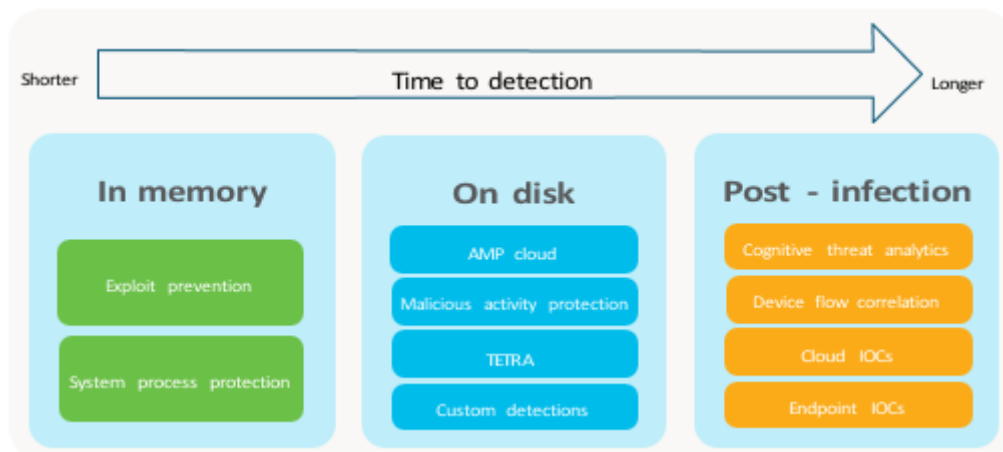 Shorter
Time to detection
Longer
In memory
Exploit prevention
System process protection
On disk
AMP cloud
Malicious activity protection
TETRA
Custom detections
Post - infection
Cognitive threat analytics
Device flow correlation
Cloud IOCs
Endpoint IOCs